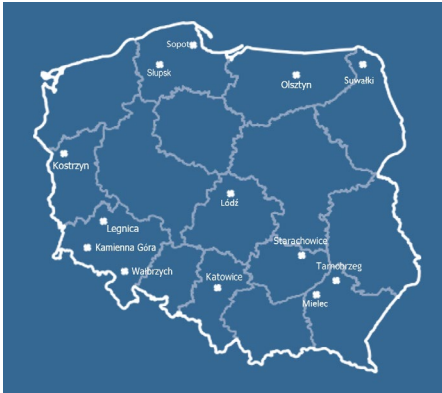 Sopot
Słupsk
Olsztyn
Suwałki
Kostrzyn
Łódź
Legnica
Kamienna Góra
Starachowice
Wałbrzych
Katowice
Tarnobrzeg
Mielec